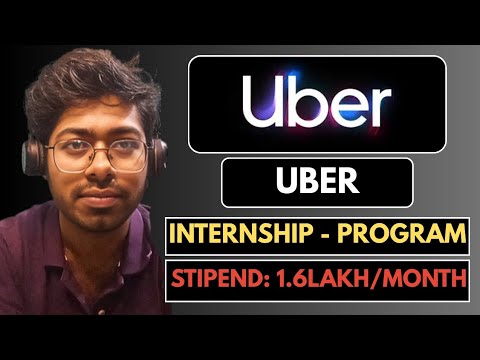 Uber
UBER
INTERNSHIP - PROGRAM
STIPEND: 1.6LAKH/MONTH